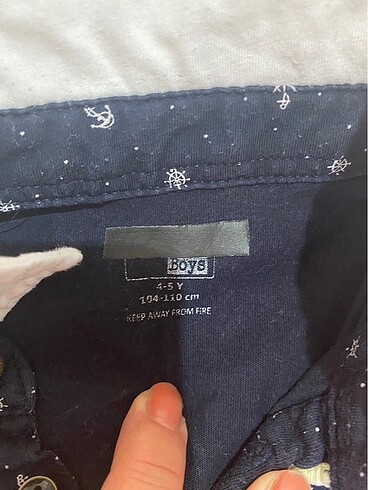 Boys
4-5 Y
104-110 cm
KEEP AWAY FROM FIRE